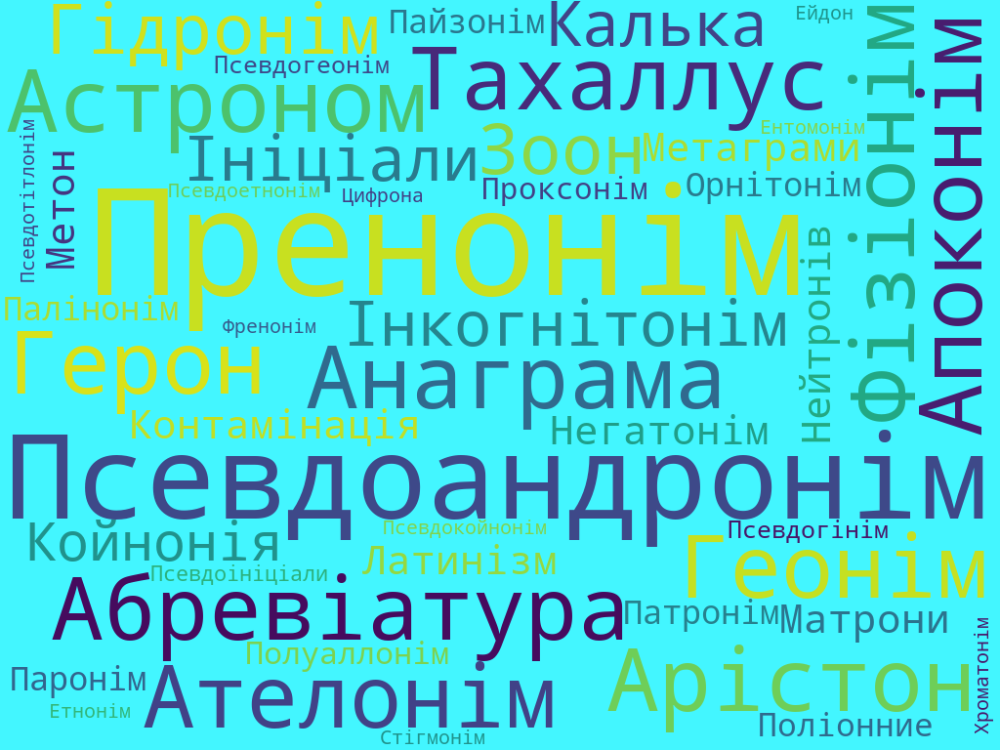 Гідронім
Пайзонім
Калька
Ейдон
Псевдогеонім
Тахаллус
Астроном
Фізіонім
Апоконім
Псевдотітлонім
Метон
Ініціали
Зоон
Ентомонім
Метаграми
Псевдоетнонім
Цифрона
Проксонім
Орнітонім
Пренонім
Палінонім
Френонім
Інкогнітонім
Нейтронів
Герон
Анаграма
Контамінація
Негатонім
Псевдоандронім
Койнонія
Псевдокойнонім
Псевдогінім
Латинізм
Геонім
Псевдоініціали
Абревіатура
Патронім
Матрони
Полуаллонім
Паронім
Ателонім
Арістон
Хроматонім
Етнонім
Поліонние
Стігмонім